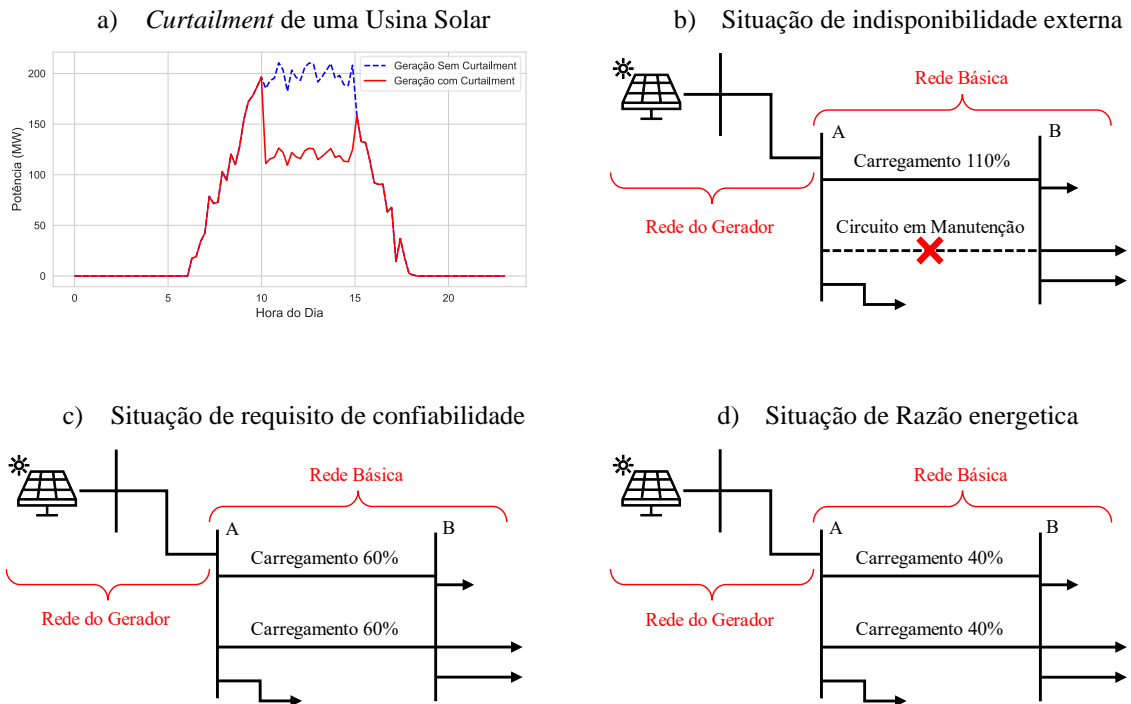 a) Curtailment de uma Usina Solar
Geração Sem Curtailment
Geração com Curtailment
Potência (MW)
200
150
100
50
0
0
5
10
15
20
Hora do Dia
b) Situação de indisponibilidade externa
Rede Básica
A
B
Carregamento 110%
Rede do Gerador
Circuito em Manutenção
c) Situação de requisito de confiabilidade
Rede Básica
A
B
Carregamento 60%
Rede do Gerador
Carregamento 60%
d) Situação de Razão energetica
Rede Básica
A
B
Carregamento 40%
Rede do Gerador
Carregamento 40%